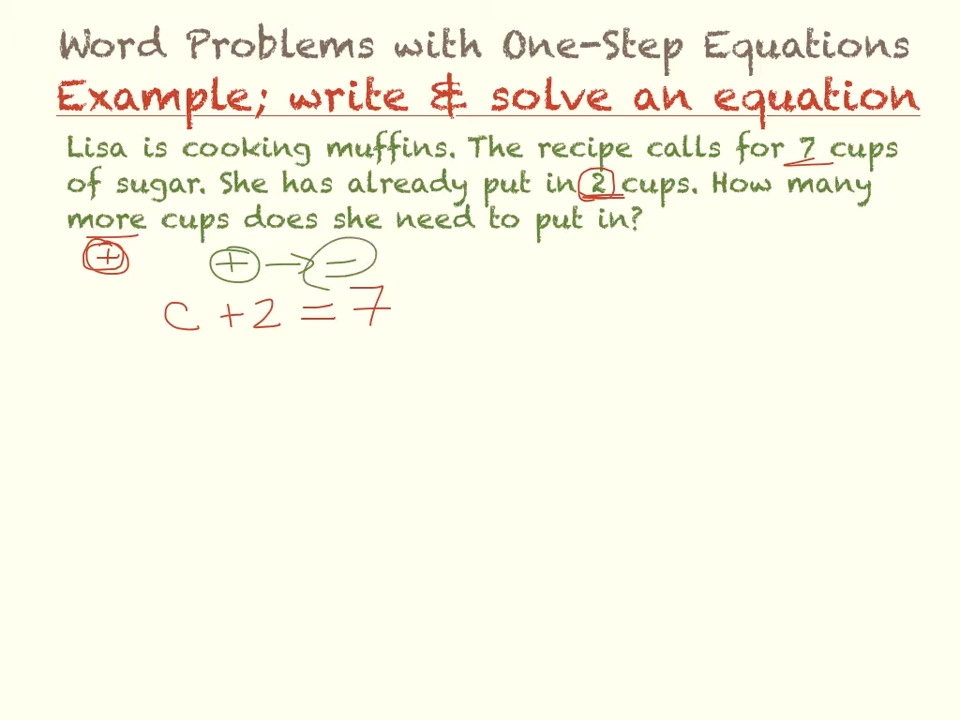 Word Problems with One-Step Equations
Example; write & solve an equation
Lisa is cooking muffins. The recipe calls for 7 cups
of sugar. She has already put in 2 cups. How many
more cups does she need to put in?
+ + → −
c + 2 = 7